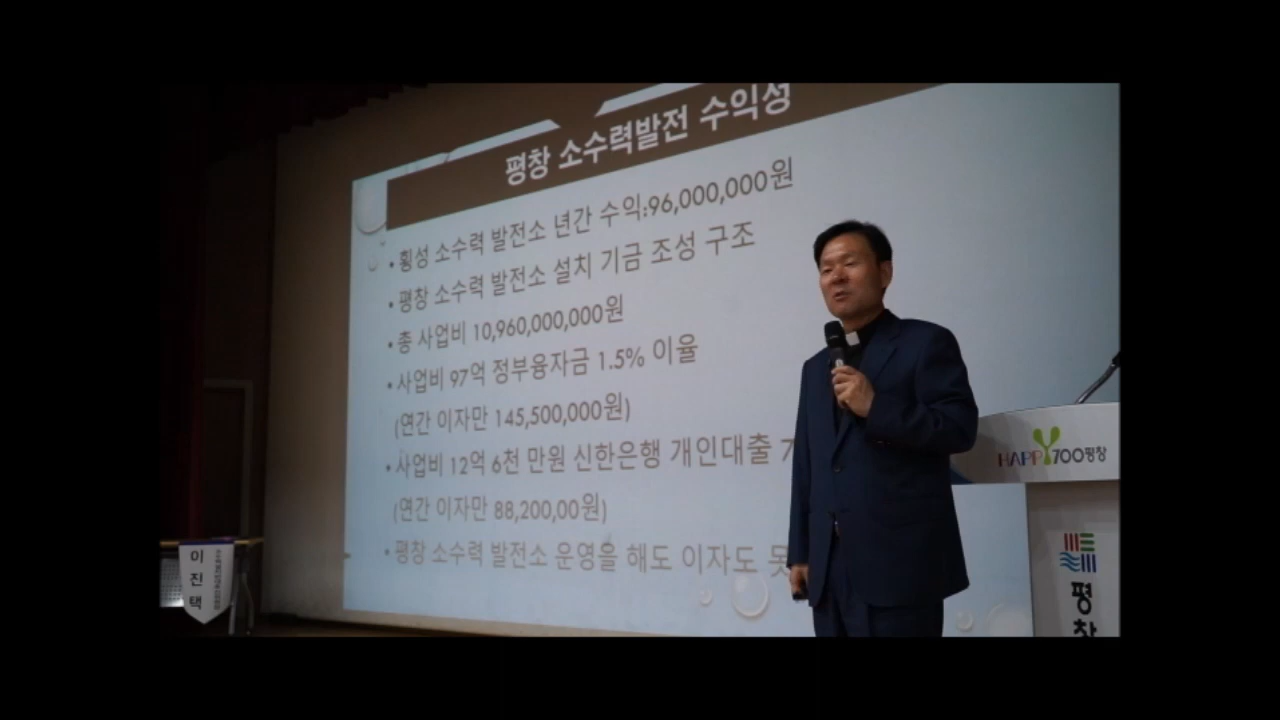 평창 소수력발전 수익성
• 횡성 소수력 발전소 년간 수익:96,000,000원
• 평창 소수력 발전소 설치 기금 조성 구조
• 총 사업비 10,960,000,000원
• 사업비 97억 정부융자금 1.5% 이율
(연간 이자만 145,500,000원)
• 사업비 12억 6천 만원 신한은행 개인대출
(연간 이자만 88,200,00원)
• 평창 소수력 발전소 운영을 해도 이자도 못
HAPPY700평창
평창
이진택